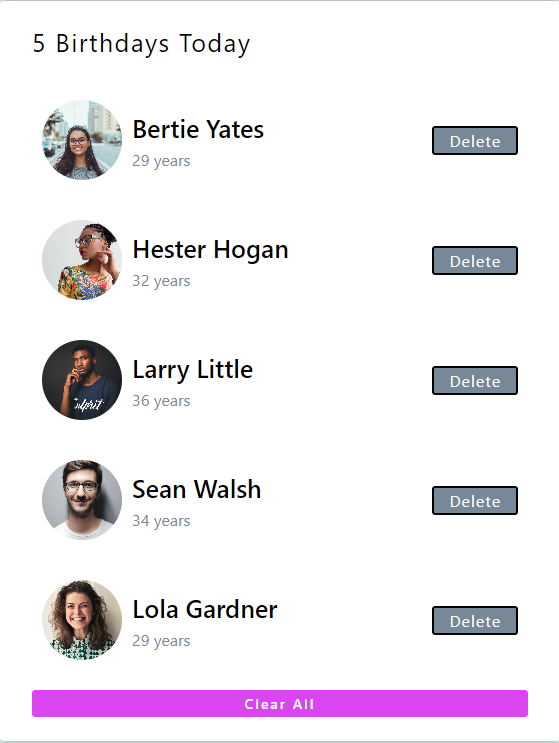 5 Birthdays Today
Bertie Yates
29 years
Delete
Hester Hogan
32 years
Delete
Larry Little
36 years
Delete
Sean Walsh
34 years
Delete
Lola Gardner
29 years
Delete
Clear All